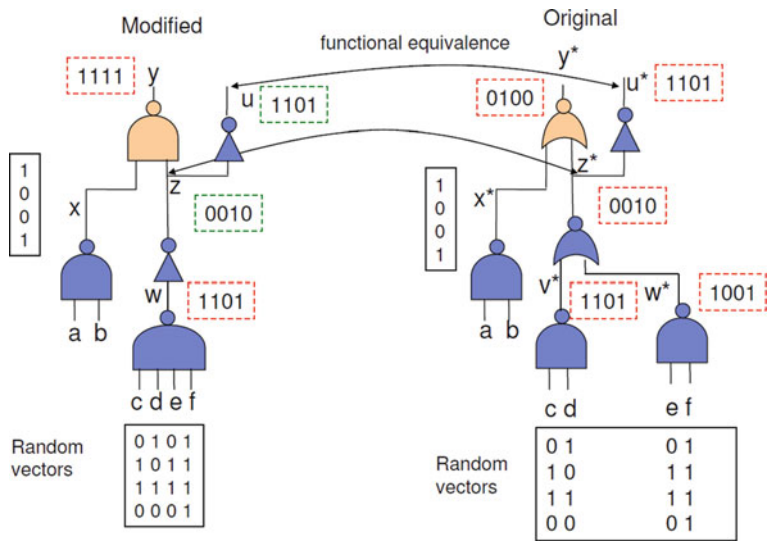 Modified
Original
functional equivalence
1111
y
y*
u
1101
0100
u*
1101
1
0
0
1
x
z
0010
1
0
0
1
x*
z*
0010
w
1101
v*
1101
w*
1001
a b
a b
c d e f
c d
e f
Random
vectors
0 1 0 1
1 0 1 1
1 1 1 1
0 0 0 1
Random
vectors
0 1 0 1
1 0 1 1
1 1 1 1
0 0 0 1